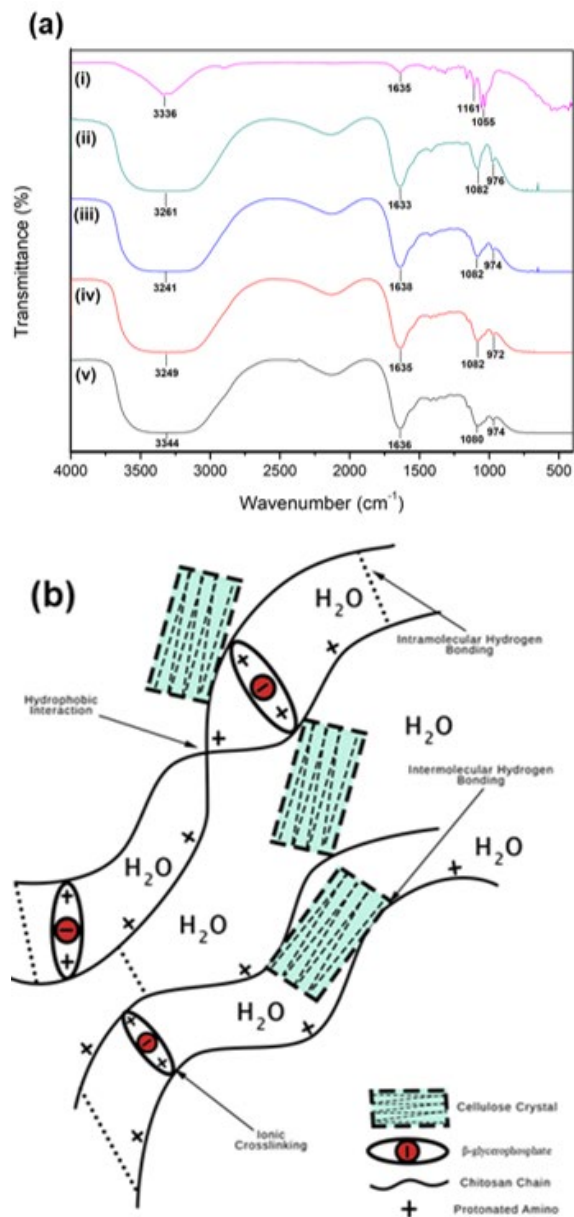 (a)
(i)
3336
1635
1161
1055
(ii)
3261
1633
1082
976
(iii)
3241
1638
1082
974
(iv)
3249
1635
1082
972
(v)
3344
1636
1080
974
Transmittance (%)
4000 3500 3000 2500 2000 1500 1000 500
Wavenumber (cm⁻¹)
(b)
H₂O
Intramolecular Hydrogen
Bonding
Hydrophobic
Interaction
H₂O
Intermolecular Hydrogen
Bonding
H₂O
H₂O
H₂O
H₂O
Ionic
Crosslinking
Cellulose Crystal
β-glycerophosphate
Chitosan Chain
Protonated Amino